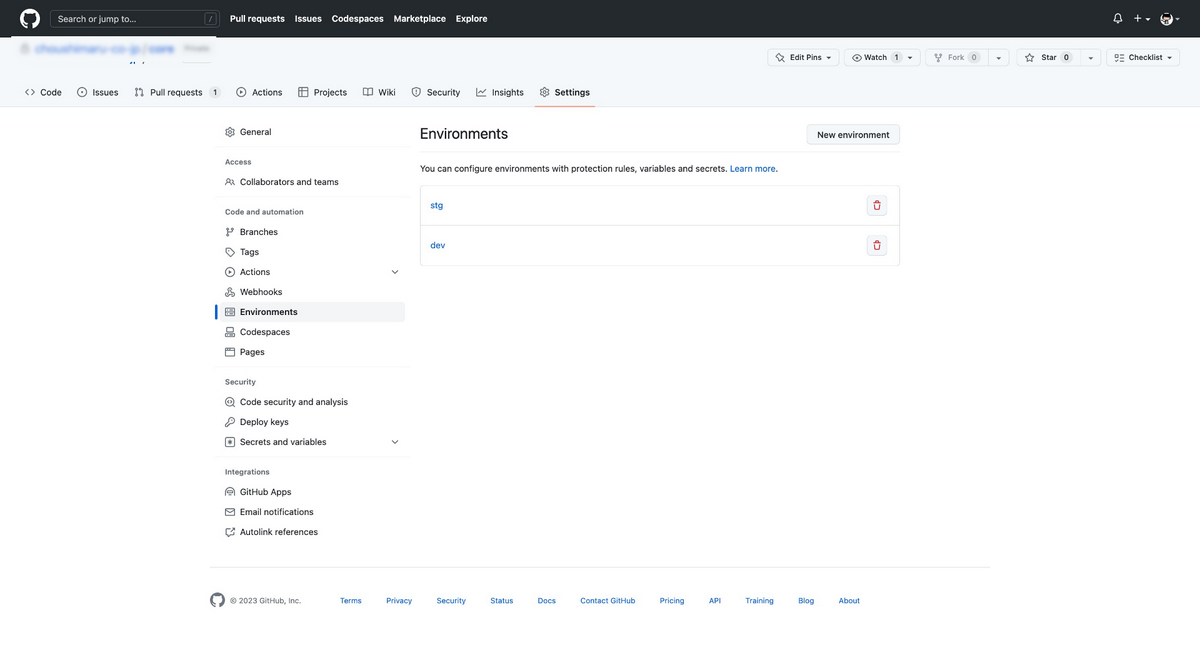 Search or jump to... /
Pull requests Issues Codespaces Marketplace Explore
Edit Pins Watch 1 Fork 0 Star 0 Checklist
Code Issues Pull requests 1 Actions Projects Wiki Security Insights Settings
General
Access
Collaborators and teams
Code and automation
Branches
Tags
Actions
Webhooks
Environments
Codespaces
Pages
Security
Code security and analysis
Deploy keys
Secrets and variables
Integrations
GitHub Apps
Email notifications
Autolink references
Environments
New environment
You can configure environments with protection rules, variables and secrets. Learn more.
stg
dev
© 2023 GitHub, Inc. Terms Privacy Security Status Docs Contact GitHub Pricing API Training Blog About